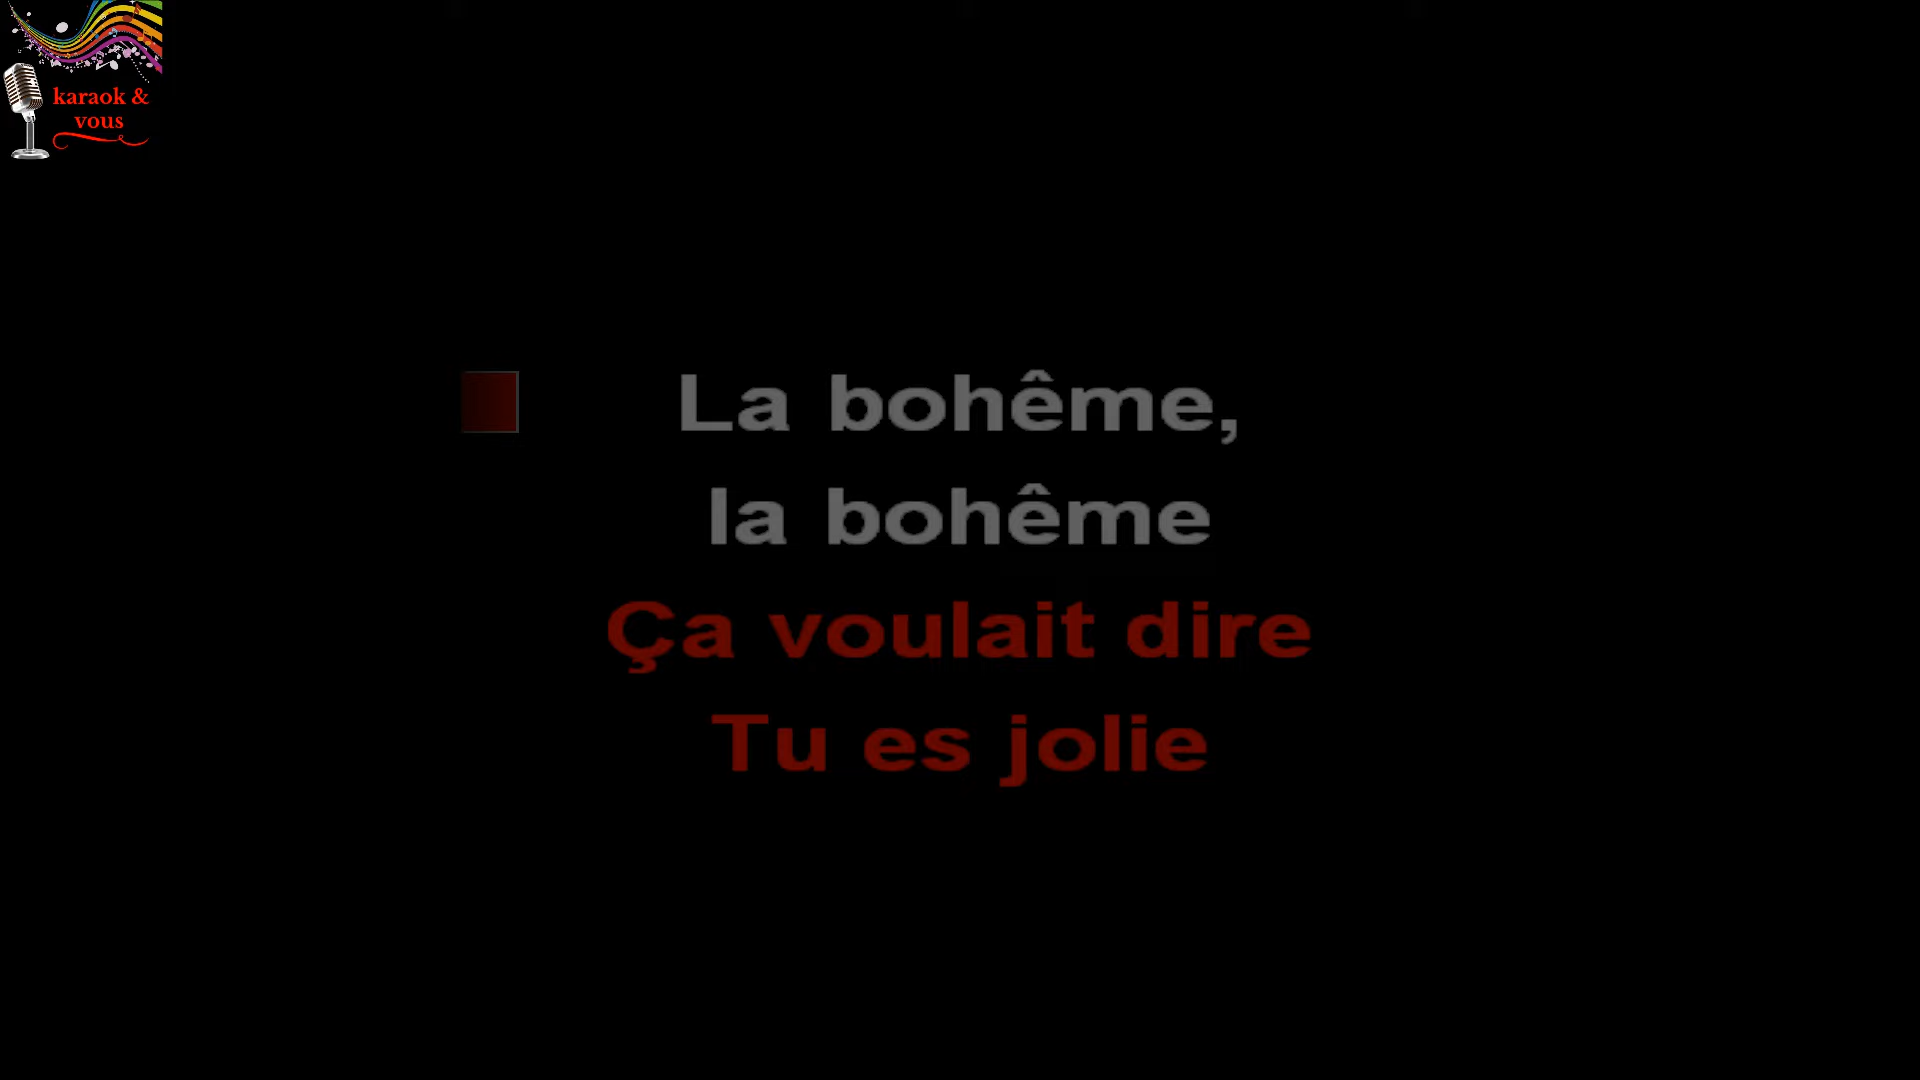 karaok &
vous
La bohême,
la bohême
Ça voulait dire
Tu es jolie